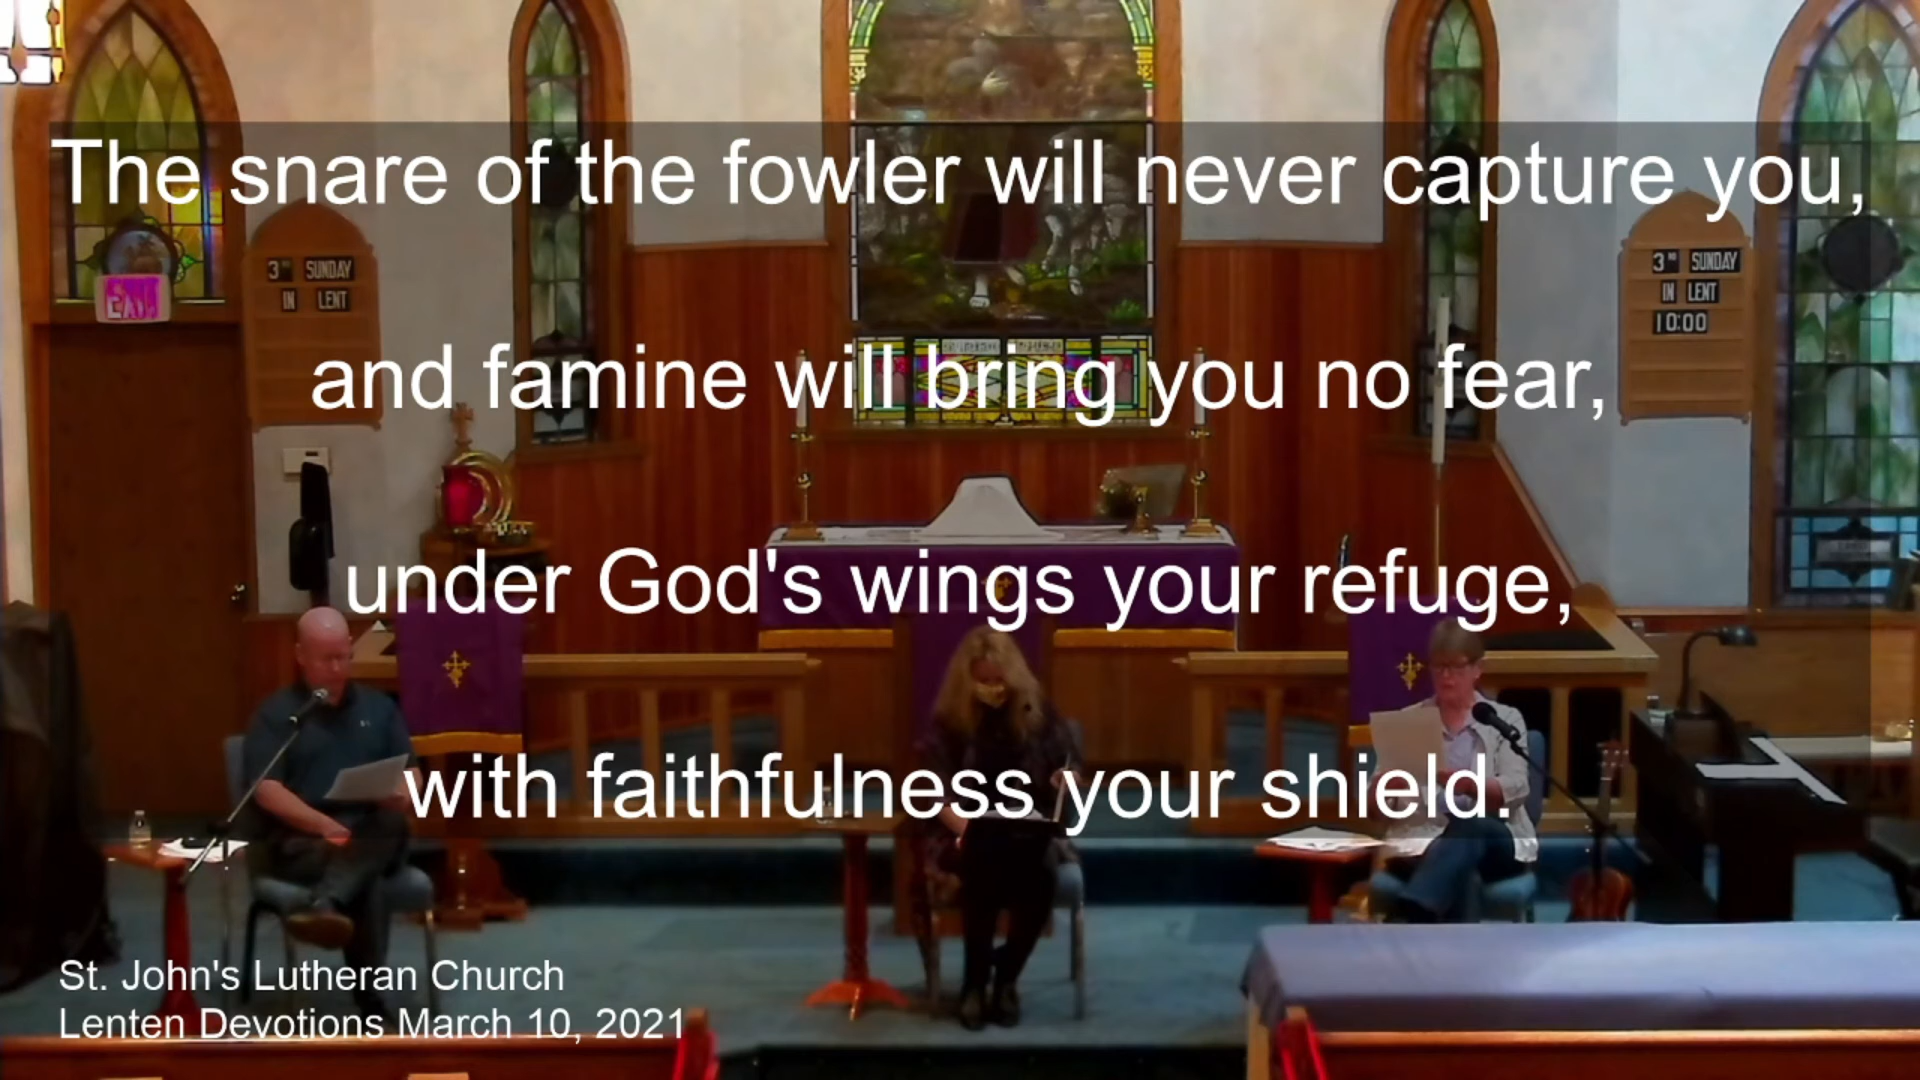 The snare of the fowler will never capture you,
and famine will bring you no fear,
under God's wings your refuge,
with faithfulness your shield.
3RD SUNDAY
IN LENT
EXIT
3RD SUNDAY
IN LENT
10:00
St. John's Lutheran Church
Lenten Devotions March 10, 2021